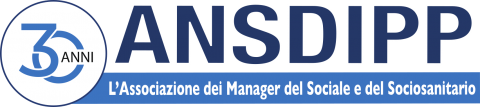 30 ANNI
ANSDIPP
L'Associazione dei Manager del Sociale e del Sociosanitario